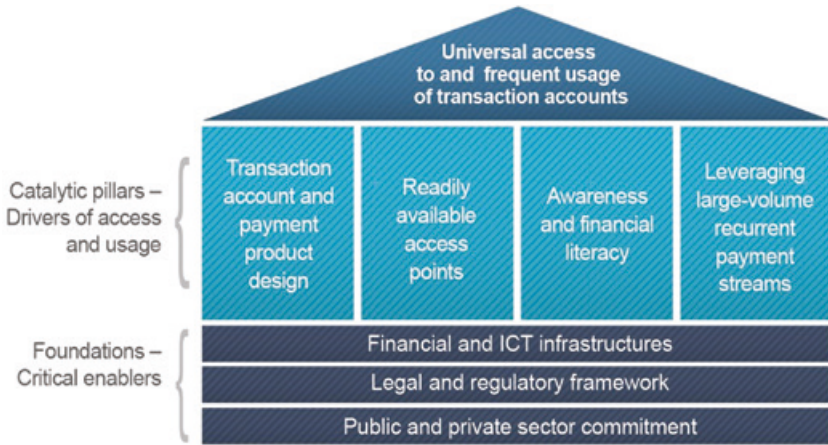 Universal access
to and frequent usage
of transaction accounts
Catalytic pillars –
Drivers of access
and usage
Transaction
account and
payment
product
design
Readily
available
access
points
Awareness
and financial
literacy
Leveraging
large-volume
recurrent
payment
streams
Foundations –
Critical enablers
Financial and ICT infrastructures
Legal and regulatory framework
Public and private sector commitment